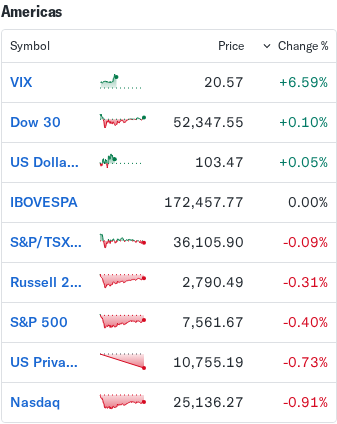 Americas
Symbol Price Change %
VIX 20.57 +6.59%
Dow 30 52,347.55 +0.10%
US Dolla... 103.47 +0.05%
IBOVESPA 172,457.77 0.00%
S&P/TSX... 36,105.90 -0.09%
Russell 2... 2,790.49 -0.31%
S&P 500 7,561.67 -0.40%
US Priva... 10,755.19 -0.73%
Nasdaq 25,136.27 -0.91%